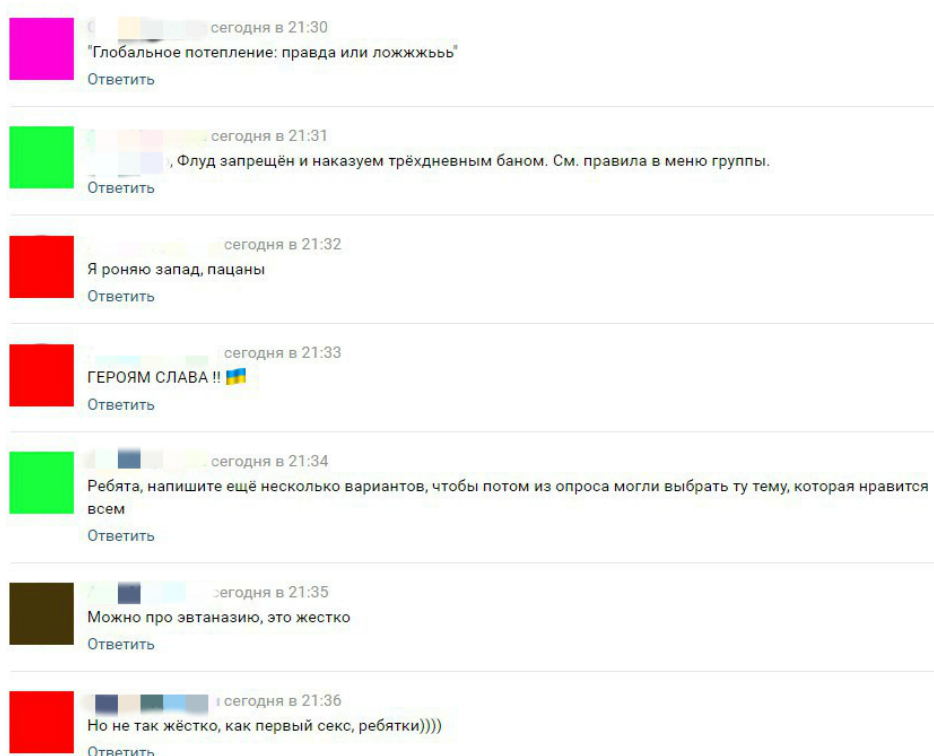 сегодня в 21:30
"Глобальное потепление: правда или ложжжььь"
Ответить
сегодня в 21:31
, Флуд запрещён и наказуем трёхдневным баном. См. правила в меню группы.
Ответить
сегодня в 21:32
Я роняю запад, пацаны
Ответить
сегодня в 21:33
ГЕРОЯМ СЛАВА !! 🇺🇦
Ответить
сегодня в 21:34
Ребята, напишите ещё несколько вариантов, чтобы потом из опроса могли выбрать ту тему, которая нравится
всем
Ответить
сегодня в 21:35
Можно про эвтаназию, это жестко
Ответить
сегодня в 21:36
Но не так жёстко, как первый секс, ребятки))))
Ответить